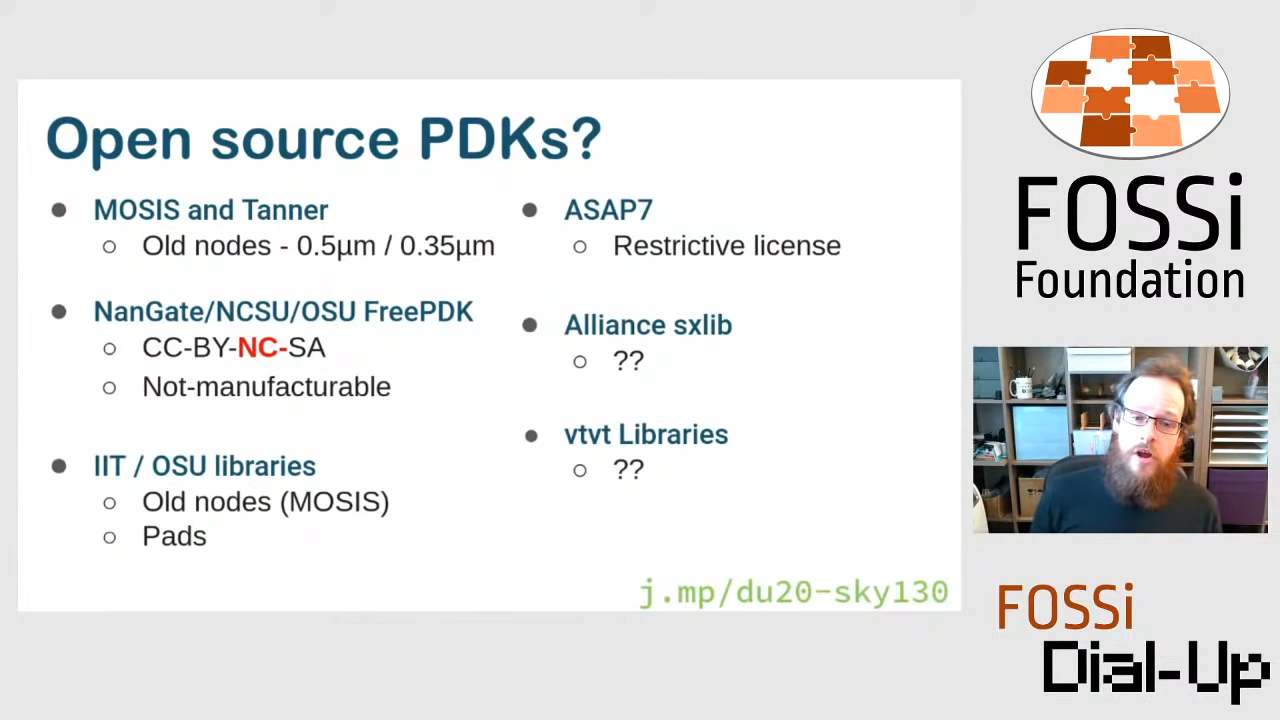 Open source PDKs?
MOSIS and Tanner
Old nodes - 0.5µm / 0.35µm
NanGate/NCSU/OSU FreePDK
CC-BY-NC-SA
Not-manufacturable
IIT / OSU libraries
Old nodes (MOSIS)
Pads
ASAP7
Restrictive license
Alliance sxlib
??
vtvt Libraries
??
j.mp/du20-sky130
FOSSi
Foundation
FOSSi
Dial-Up